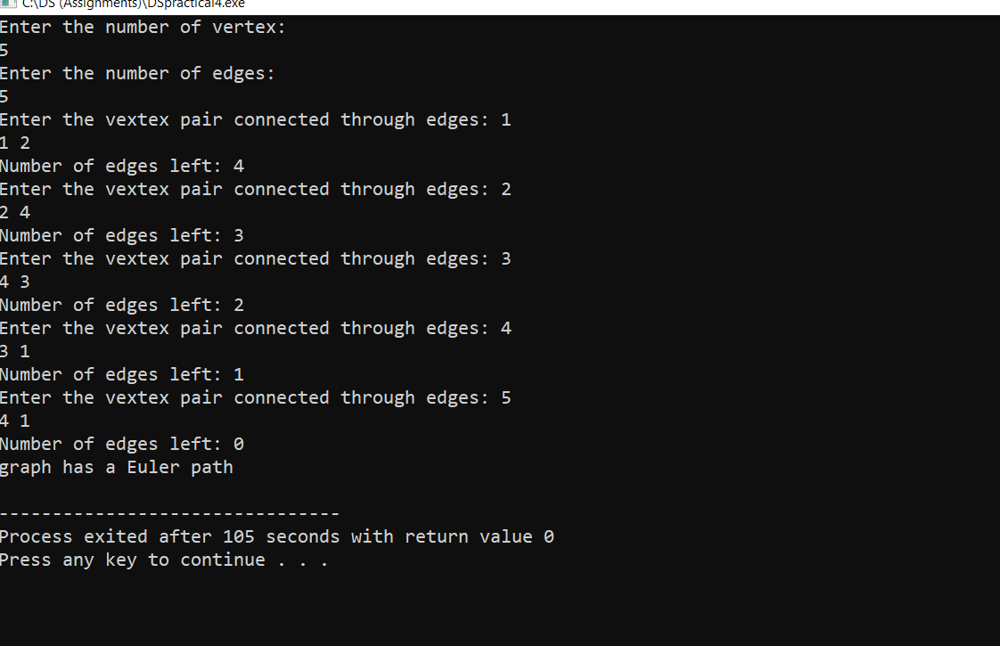 C:\DS (Assignments)\DSpractical4.exe
Enter the number of vertex:
5
Enter the number of edges:
5
Enter the vextex pair connected through edges: 1
1 2
Number of edges left: 4
Enter the vextex pair connected through edges: 2
2 4
Number of edges left: 3
Enter the vextex pair connected through edges: 3
4 3
Number of edges left: 2
Enter the vextex pair connected through edges: 4
3 1
Number of edges left: 1
Enter the vextex pair connected through edges: 5
4 1
Number of edges left: 0
graph has a Euler path
--------------------------------
Process exited after 105 seconds with return value 0
Press any key to continue . . .